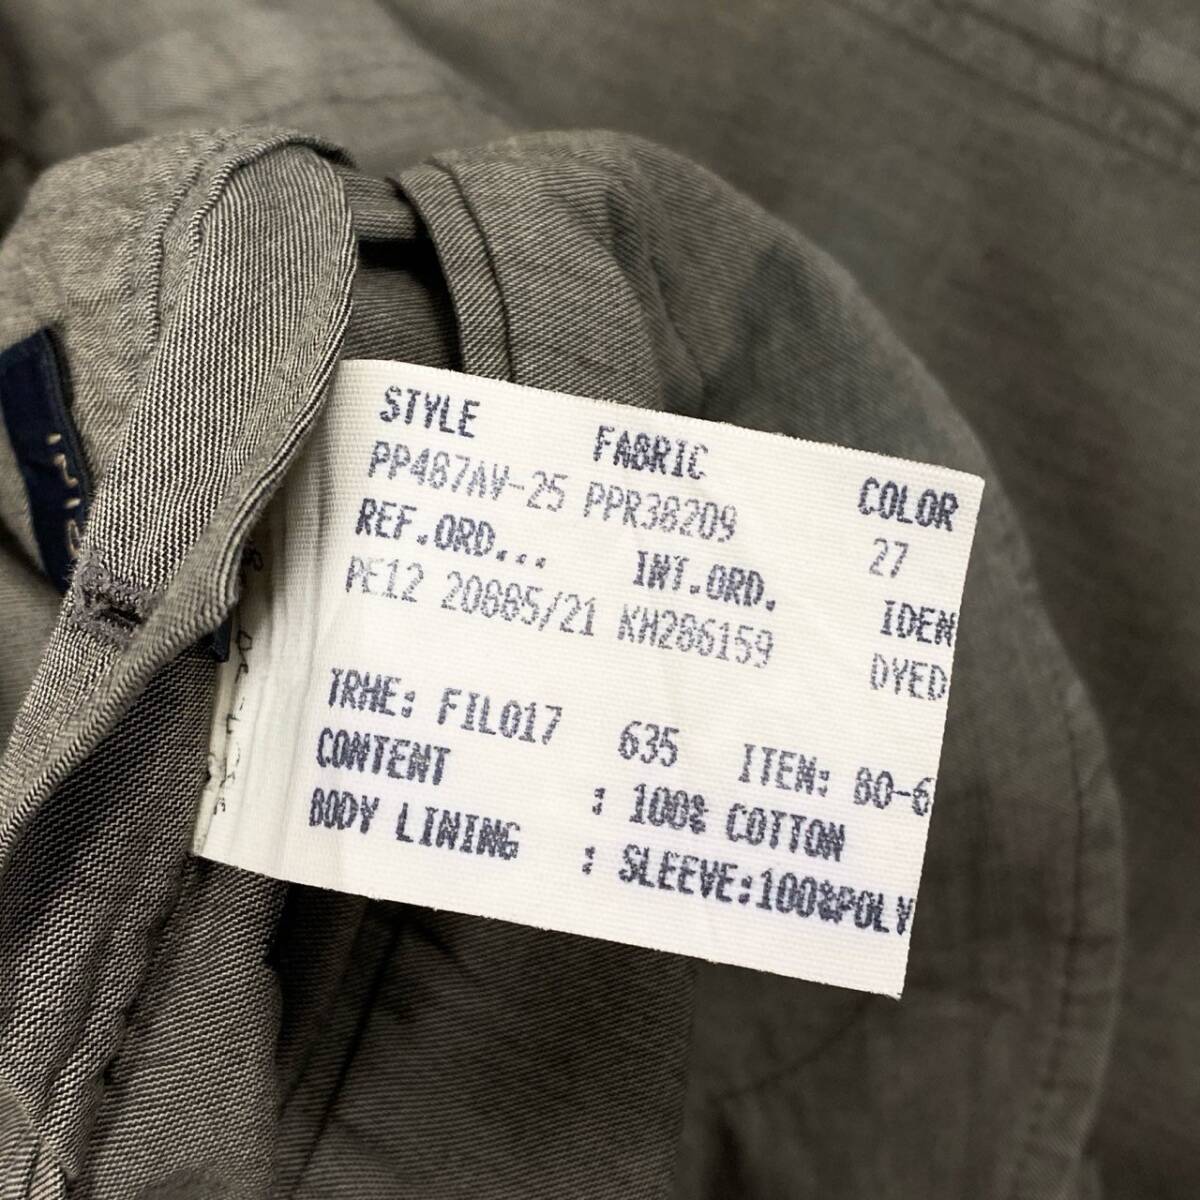 STYLE FABRIC COLOR
PP487AV-25 PPR38209 27
REF.ORD... INT.ORD. IDEN
PE12 20885/21 KH286159 DYED
TRHE: FIL017 635 ITEN: 80-6
CONTENT : 100% COTTON
BODY LINING : SLEEVE:100%POLY